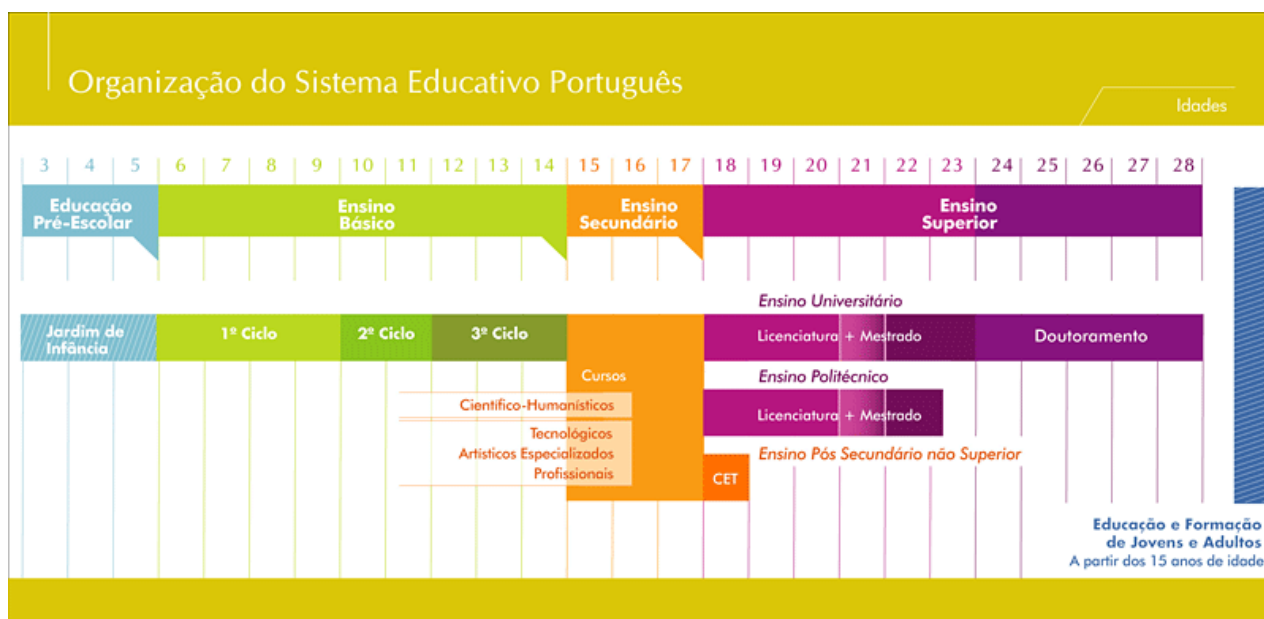 Organização do Sistema Educativo Português
Idades
3 4 5 6 7 8 9 10 11 12 13 14 15 16 17 18 19 20 21 22 23 24 25 26 27 28
Educação
Pré-Escolar
Ensino
Básico
Ensino
Secundário
Ensino
Superior
Ensino Universitário
Jardim de
Infância
1º Ciclo
2º Ciclo
3º Ciclo
Licenciatura + Mestrado
Doutoramento
Cursos
Ensino Politécnico
Científico-Humanísticos
Licenciatura + Mestrado
Tecnológicos
Artísticos Especializados
Profissionais
Ensino Pós Secundário não Superior
CET
Educação e Formação
de Jovens e Adultos
A partir dos 15 anos de idade